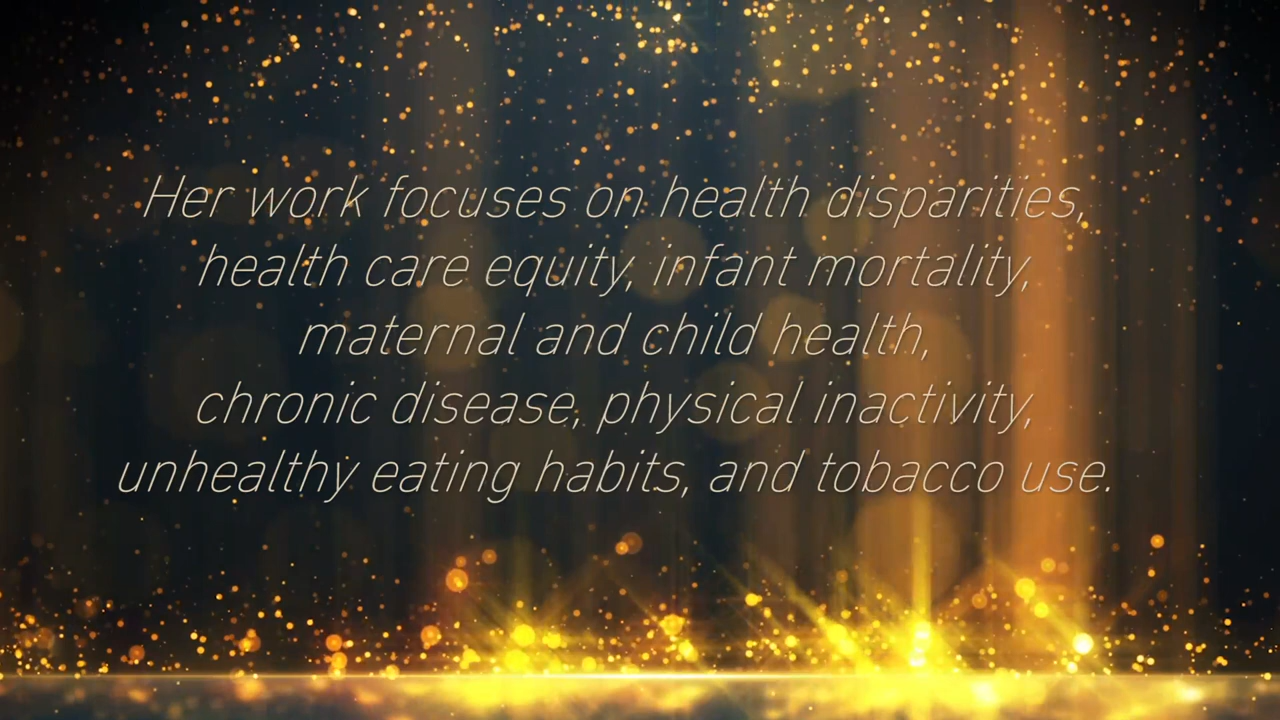 Her work focuses on health disparities,
health care equity, infant mortality,
maternal and child health,
chronic disease, physical inactivity,
unhealthy eating habits, and tobacco use.